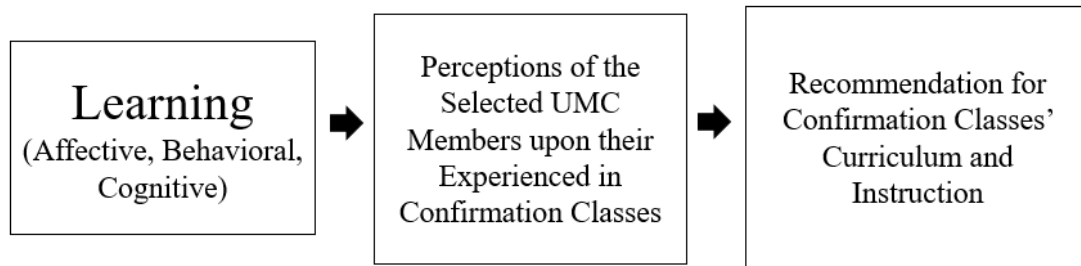 Learning
(Affective, Behavioral,
Cognitive)
Perceptions of the
Selected UMC
Members upon their
Experienced in
Confirmation Classes
Recommendation for
Confirmation Classes’
Curriculum and
Instruction